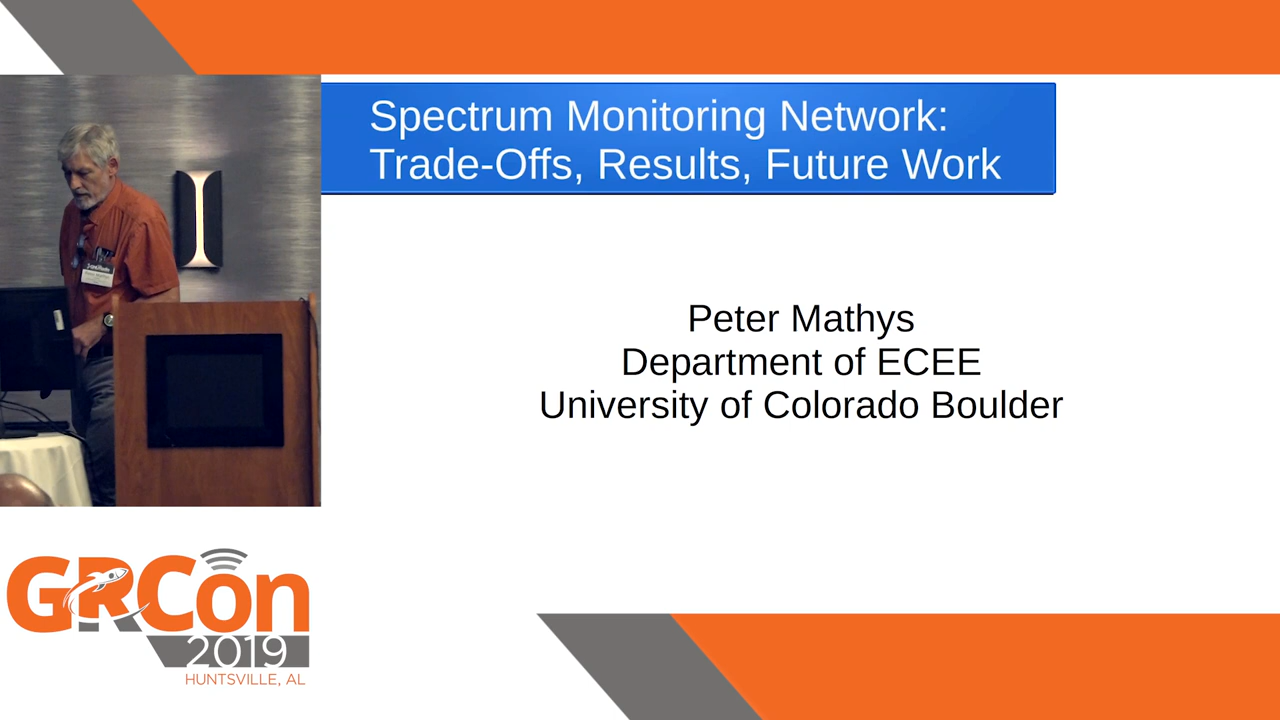 Spectrum Monitoring Network:
Trade-Offs, Results, Future Work
Peter Mathys
Department of ECEE
University of Colorado Boulder
GRCon
2019
HUNTSVILLE, AL